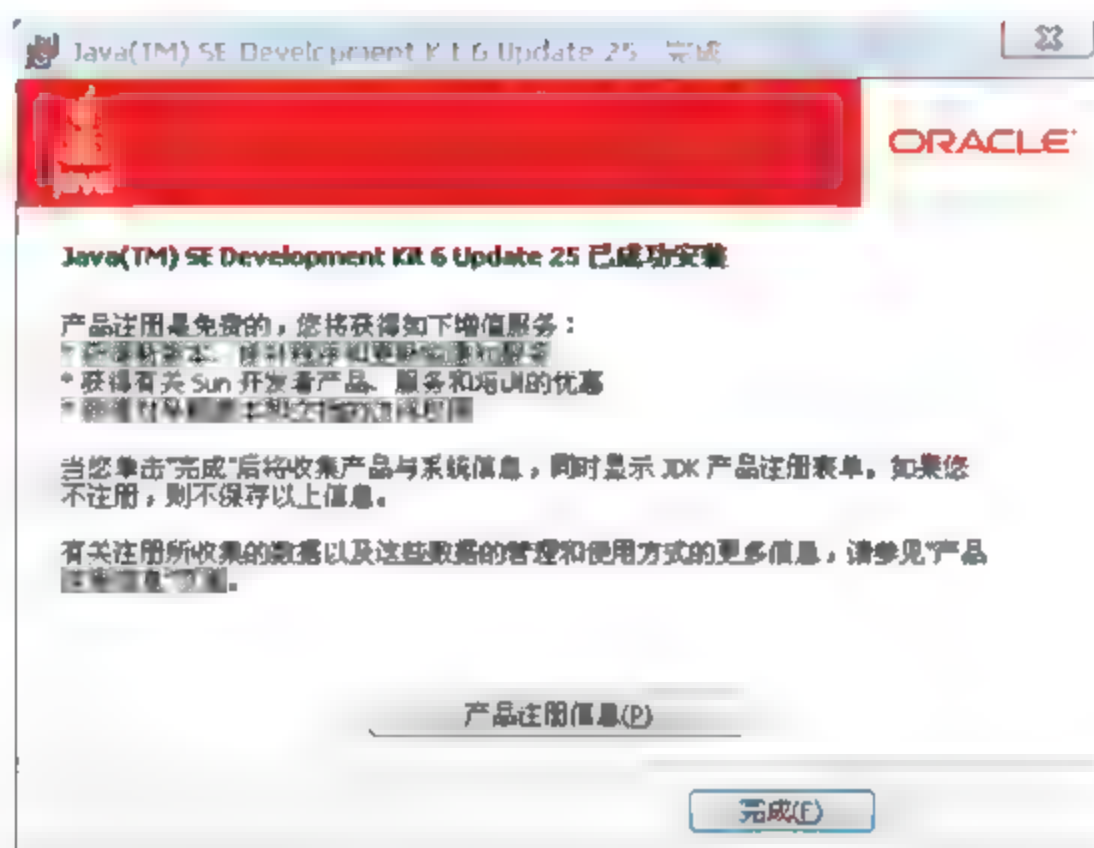 Java(TM) SE Development Kit 6 Update 25 完成
ORACLE
Java(TM) SE Development Kit 6 Update 25 已成功安装
产品注册是免费的，您将获得如下增值服务：
* 获得有关 Sun 开发者产品、服务和培训的优惠
当您单击"完成"后将收集产品与系统信息，同时显示 JDK 产品注册表单。如果您
不注册，则不保存以上信息。
有关注册所收集的数据以及这些数据的管理和使用方式的更多信息，请参见"产品
产品注册信息(P)
完成(F)